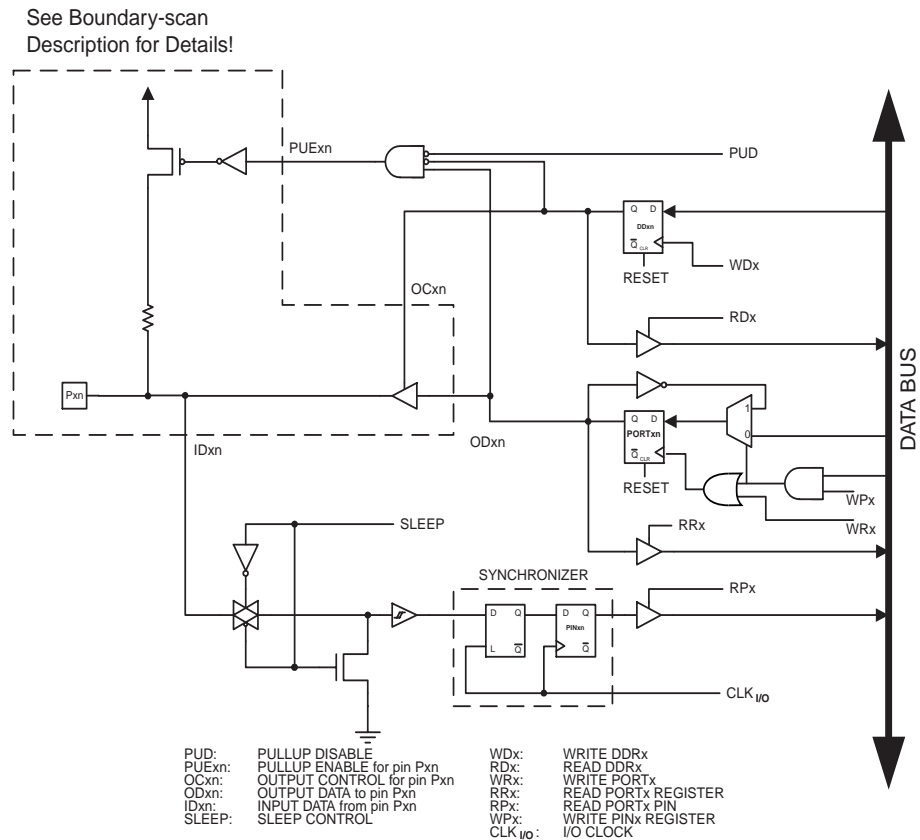 See Boundary-scan
Description for Details!
PUExn
PUD
Q D
DDxn
Q CLR
WDx
RESET
OCxn
RDx
Pxn
1
Q D
PORTxn
0
ODxn
Q CLR
IDxn
RESET
WPx
WRx
SLEEP
RRx
SYNCHRONIZER
RPx
D Q
D Q
PINxn
L Q
Q
CLK I/O
DATA BUS
PUD: PULLUP DISABLE
PUExn: PULLUP ENABLE for pin Pxn
OCxn: OUTPUT CONTROL for pin Pxn
ODxn: OUTPUT DATA to pin Pxn
IDxn: INPUT DATA from pin Pxn
SLEEP: SLEEP CONTROL
WDx: WRITE DDRx
RDx: READ DDRx
WRx: WRITE PORTx
RRx: READ PORTx REGISTER
RPx: READ PORTx PIN
WPx: WRITE PINx REGISTER
CLK I/O: I/O CLOCK